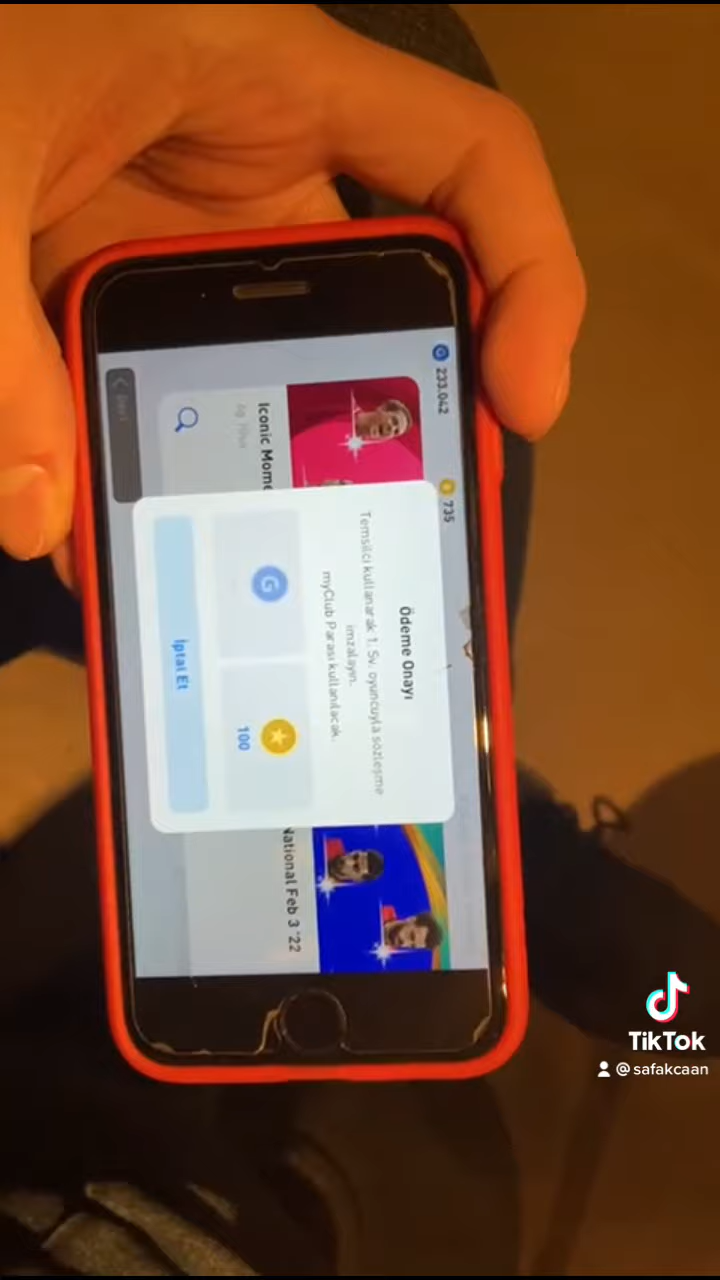 233.042
735
Iconic Mome
Ödeme Onayı
Temsilci kullanarak 1. Sv. oyuncuyla sözleşme
imzalayın.
myClub Parası kullanılacak.
100
İptal Et
National Feb 3 '22
TikTok
@safakcaan